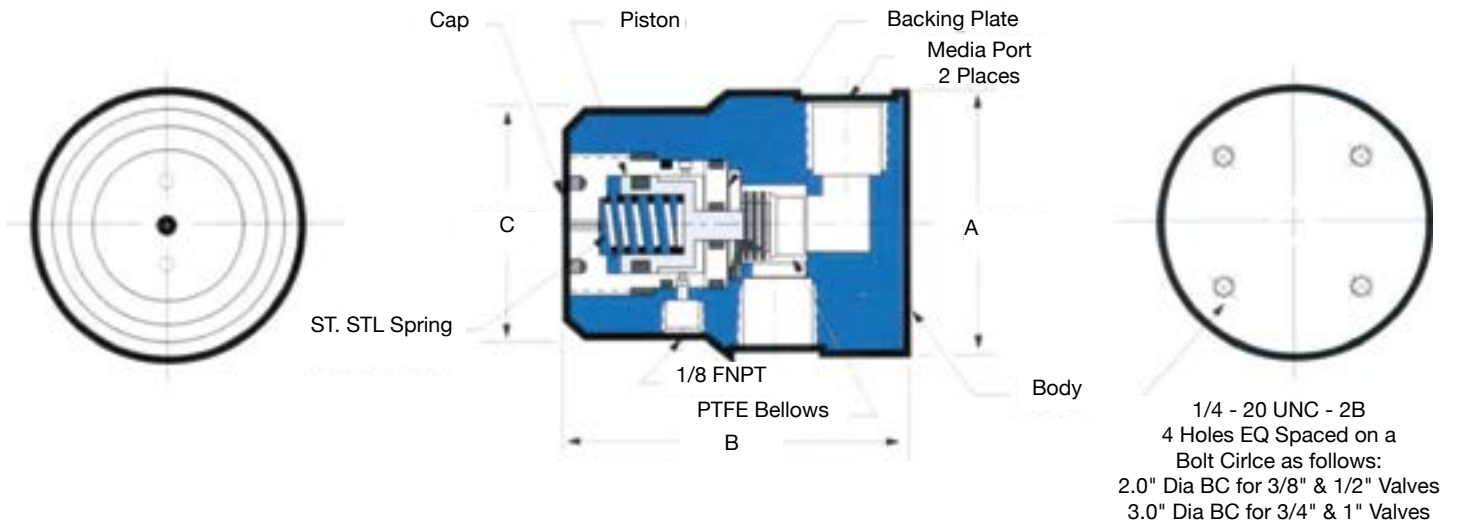 Cap
Piston
Backing Plate
Media Port
2 Places
C
A
ST. STL Spring
1/8 FNPT
PTFE Bellows
B
Body
1/4 - 20 UNC - 2B
4 Holes EQ Spaced on a
Bolt Cirlce as follows:
2.0" Dia BC for 3/8" & 1/2" Valves
3.0" Dia BC for 3/4" & 1" Valves